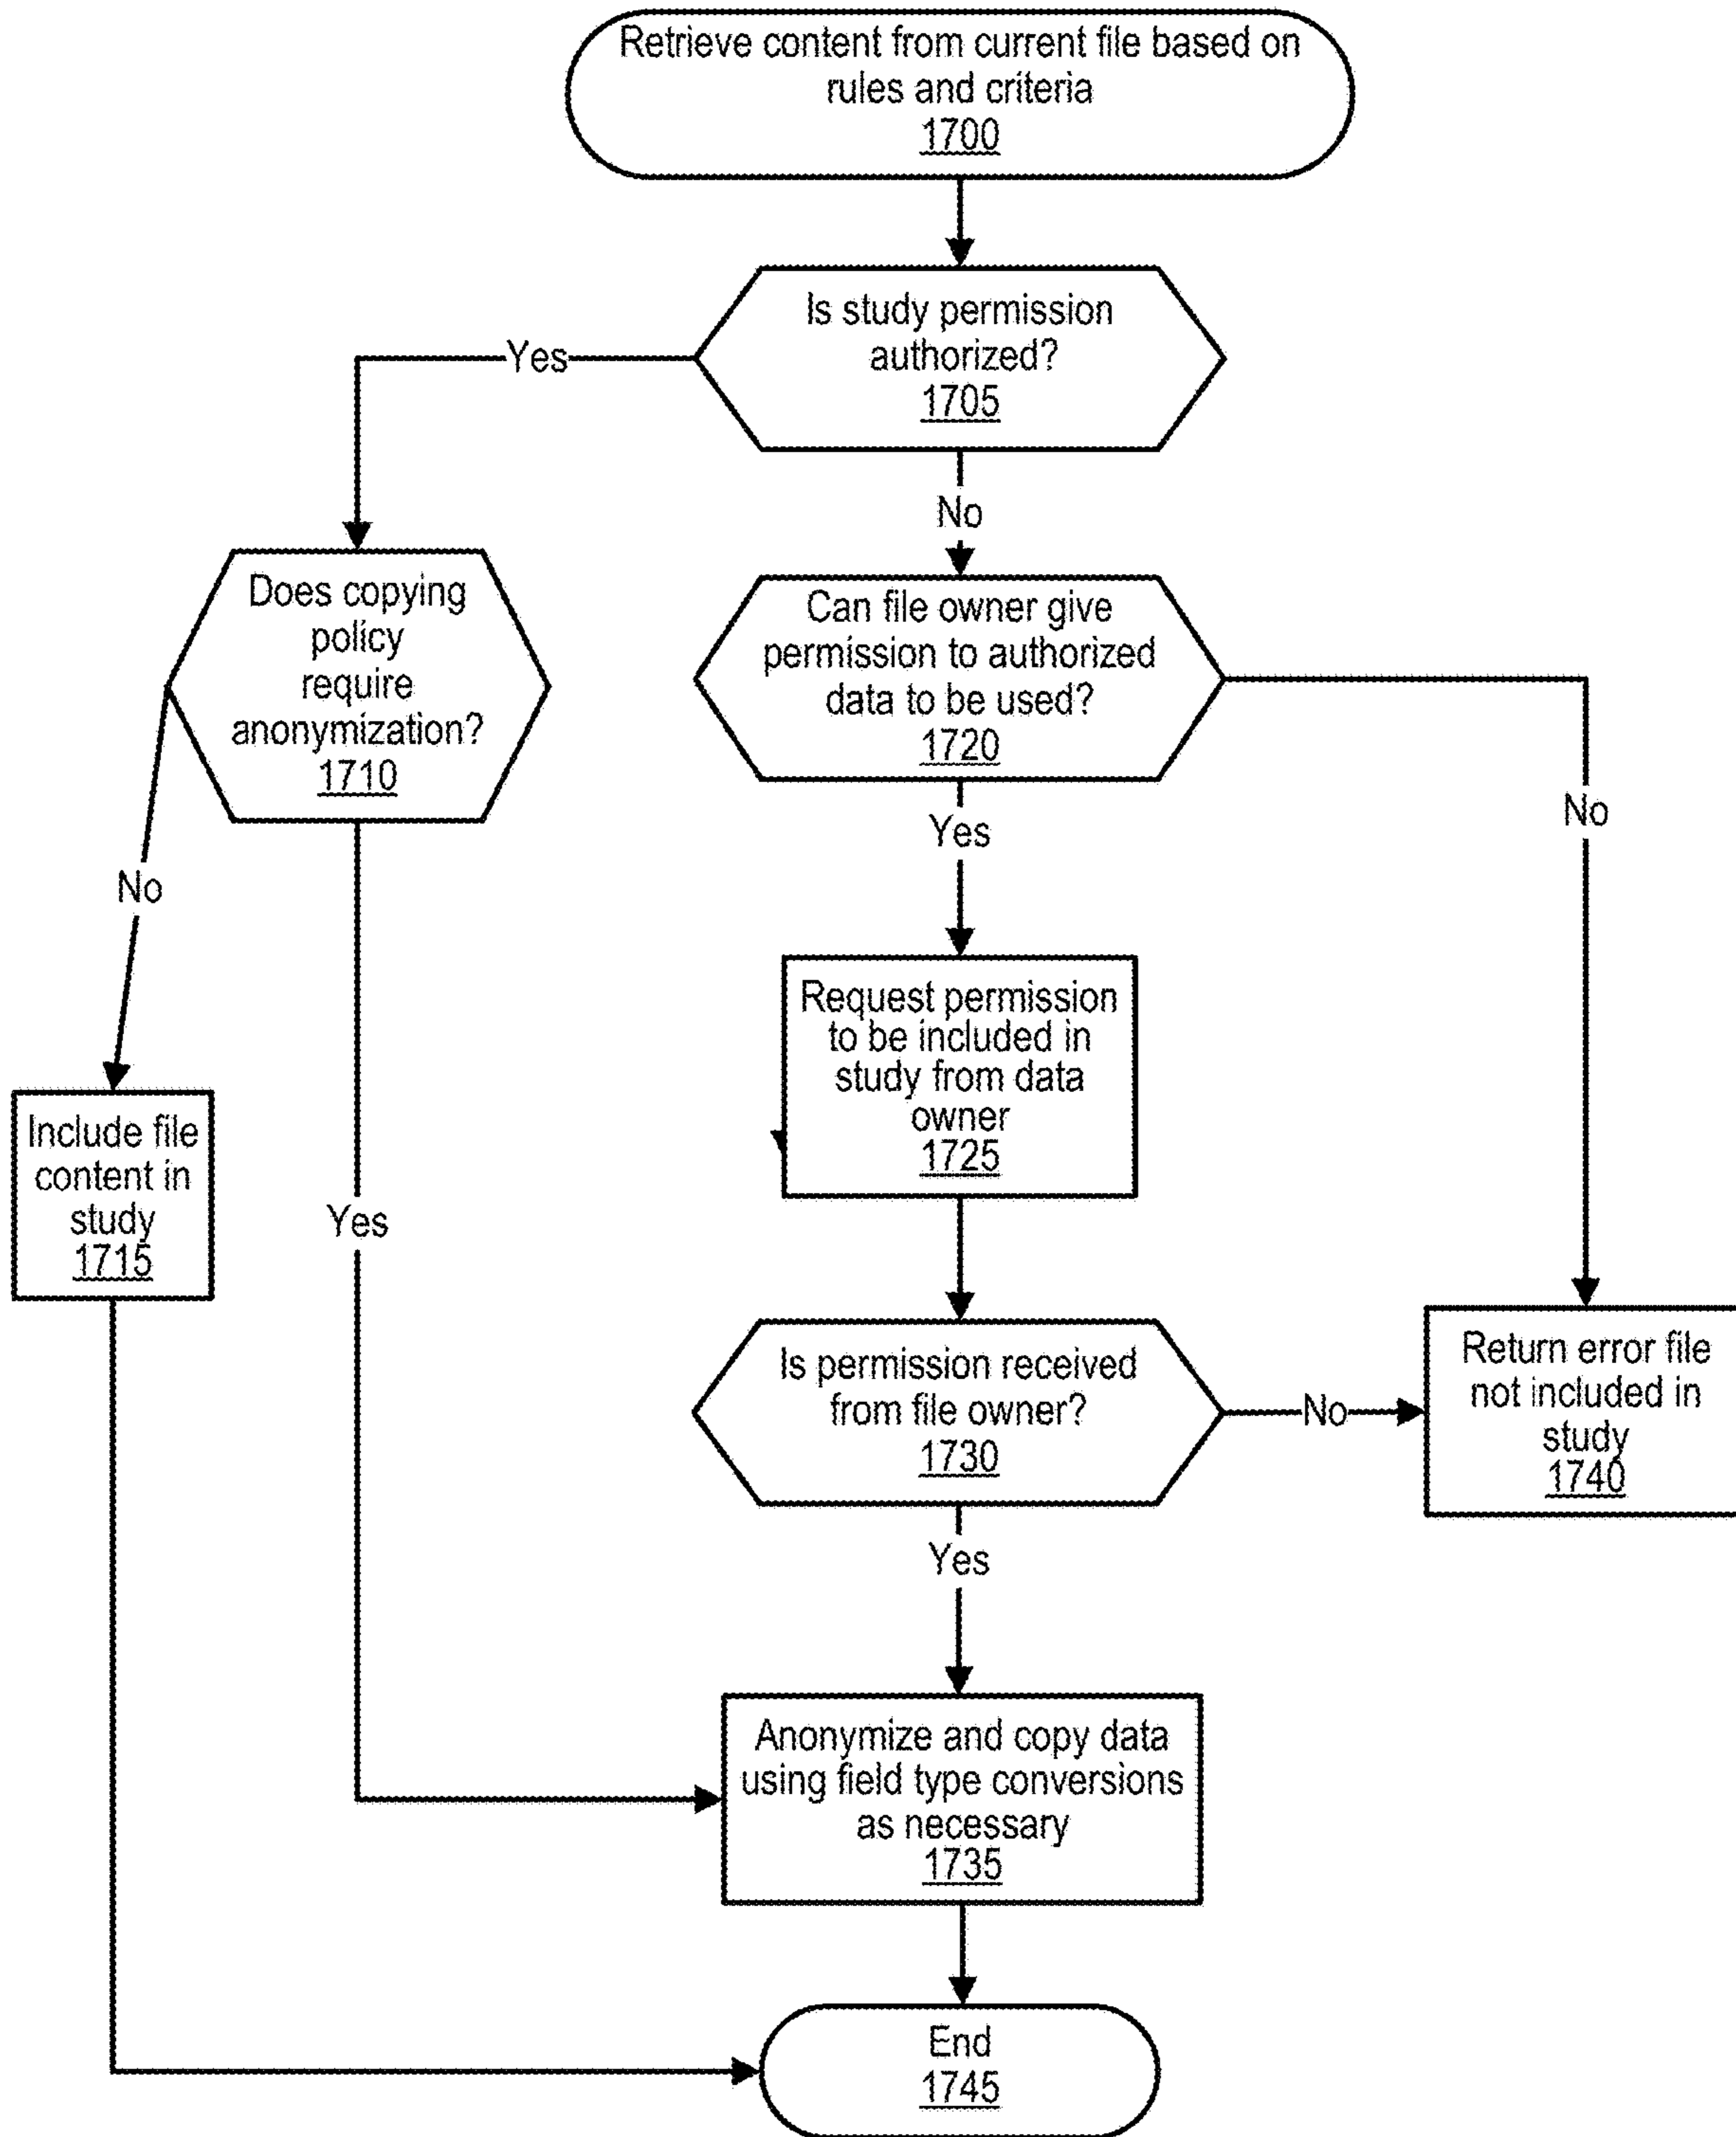 Retrieve content from current file based on
rules and criteria
1700
Is study permission
authorized?
1705
Yes
No
Does copying
policy
require
anonymization?
1710
Can file owner give
permission to authorized
data to be used?
1720
No
Yes
No
Request permission
to be included in
study from data
owner
1725
Include file
content in
study
1715
Yes
Is permission received
from file owner?
1730
No
Return error file
not included in
study
1740
Yes
Anonymize and copy data
using field type conversions
as necessary
1735
End
1745